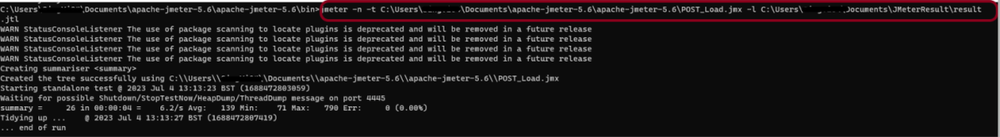 C:\Users\ \Documents\apache-jmeter-5.6\apache-jmeter-5.6\bin>jmeter -n -t C:\Users\ \Documents\apache-jmeter-5.6\apache-jmeter-5.6\POST_Load.jmx -l C:\Users\ Documents\JMeterResult\result
.jtl
WARN StatusConsoleListener The use of package scanning to locate plugins is deprecated and will be removed in a future release
WARN StatusConsoleListener The use of package scanning to locate plugins is deprecated and will be removed in a future release
WARN StatusConsoleListener The use of package scanning to locate plugins is deprecated and will be removed in a future release
WARN StatusConsoleListener The use of package scanning to locate plugins is deprecated and will be removed in a future release
Creating summariser <summary>
Created the tree successfully using C:\\Users\\ \\Documents\\apache-jmeter-5.6\\apache-jmeter-5.6\\POST_Load.jmx
Starting standalone test @ 2023 Jul 4 13:13:23 BST (1688472803059)
Waiting for possible Shutdown/StopTestNow/HeapDump/ThreadDump message on port 4445
summary =     26 in 00:00:04 =    6.2/s Avg:   139 Min:    71 Max:   790 Err:     0 (0.00%)
Tidying up ...    @ 2023 Jul 4 13:13:27 BST (1688472807419)
... end of run